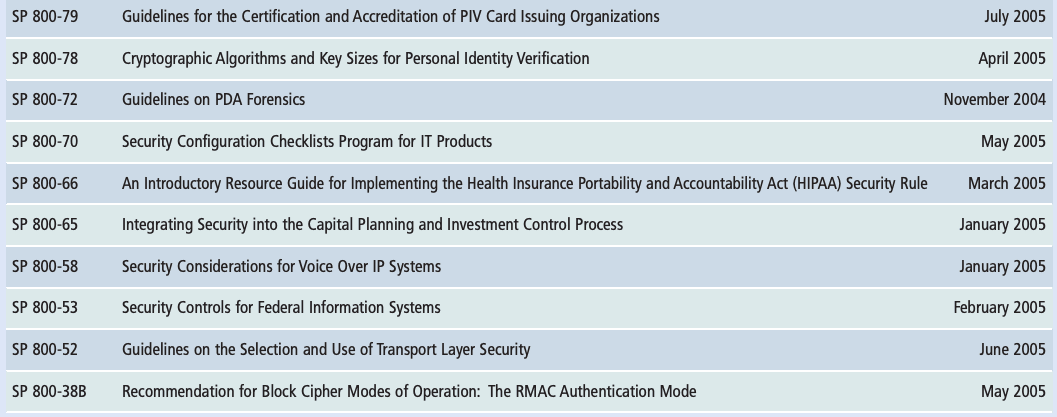 SP 800-79 Guidelines for the Certification and Accreditation of PIV Card Issuing Organizations July 2005
SP 800-78 Cryptographic Algorithms and Key Sizes for Personal Identity Verification April 2005
SP 800-72 Guidelines on PDA Forensics November 2004
SP 800-70 Security Configuration Checklists Program for IT Products May 2005
SP 800-66 An Introductory Resource Guide for Implementing the Health Insurance Portability and Accountability Act (HIPAA) Security Rule March 2005
SP 800-65 Integrating Security into the Capital Planning and Investment Control Process January 2005
SP 800-58 Security Considerations for Voice Over IP Systems January 2005
SP 800-53 Security Controls for Federal Information Systems February 2005
SP 800-52 Guidelines on the Selection and Use of Transport Layer Security June 2005
SP 800-38B Recommendation for Block Cipher Modes of Operation: The RMAC Authentication Mode May 2005